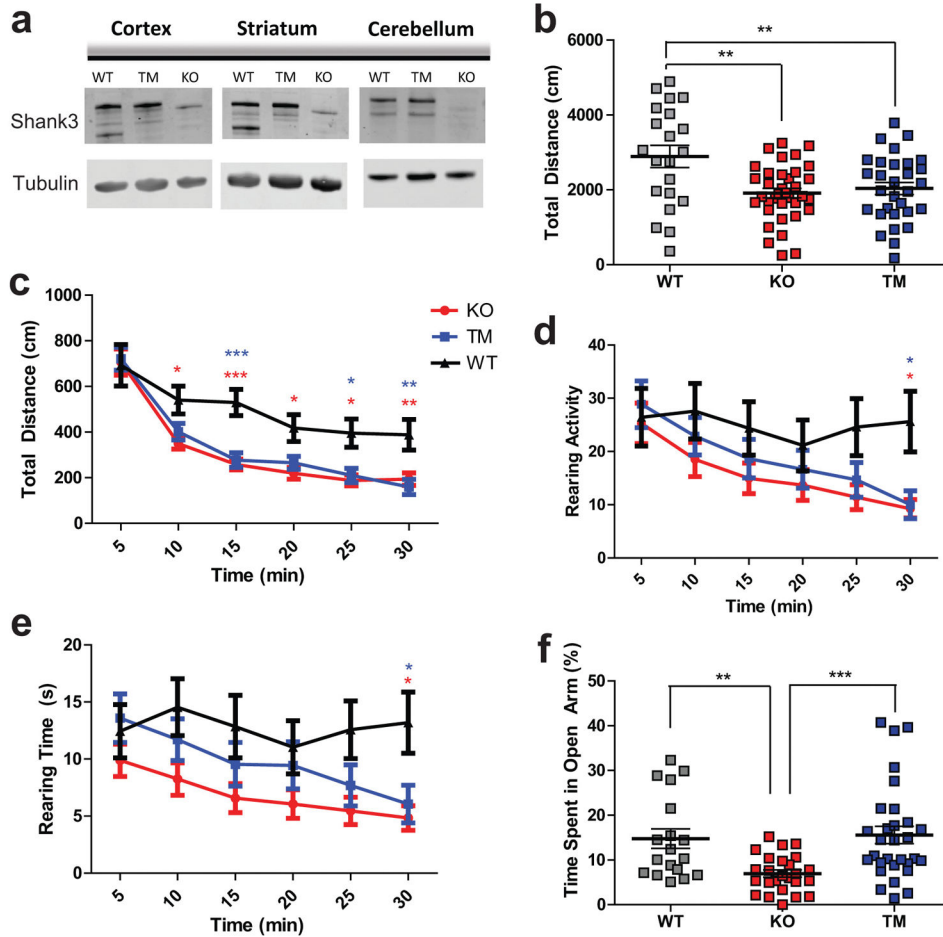 a
Cortex Striatum Cerebellum
WT TM KO WT TM KO WT TM KO
Shank3
Tubulin
b
** **
Total Distance (cm)
6000
4000
2000
0
WT KO TM
c
Total Distance (cm)
1000
800
600
400
200
0
* *** *** * * * ** **
KO
TM
WT
5 10 15 20 25 30
Time (min)
d
Rearing Activity
40
30
20
10
0
*
*
5 10 15 20 25 30
Time (min)
e
Rearing Time (s)
20
15
10
5
0
*
*
5 10 15 20 25 30
Time (min)
f
Time Spent in Open Arm (%)
50
40
30
20
10
0
** ***
WT KO TM